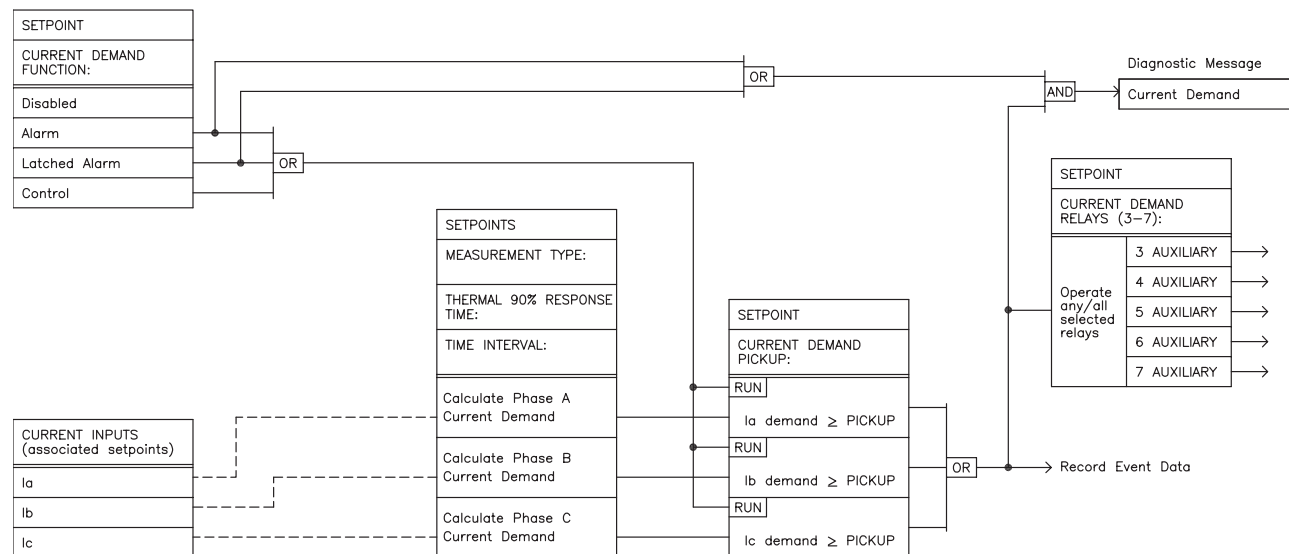 SETPOINT
CURRENT DEMAND
FUNCTION:
Disabled
Alarm
Latched Alarm
Control
OR
OR
AND
Diagnostic Message
Current Demand
SETPOINT
CURRENT DEMAND
RELAYS (3-7):
Operate
any/all
selected
relays
3 AUXILIARY
4 AUXILIARY
5 AUXILIARY
6 AUXILIARY
7 AUXILIARY
SETPOINTS
MEASUREMENT TYPE:
THERMAL 90% RESPONSE
TIME:
TIME INTERVAL:
Calculate Phase A
Current Demand
Calculate Phase B
Current Demand
Calculate Phase C
Current Demand
SETPOINT
CURRENT DEMAND
PICKUP:
RUN
Ia demand ≥ PICKUP
RUN
Ib demand ≥ PICKUP
RUN
Ic demand ≥ PICKUP
OR
Record Event Data
CURRENT INPUTS
(associated setpoints)
Ia
Ib
Ic